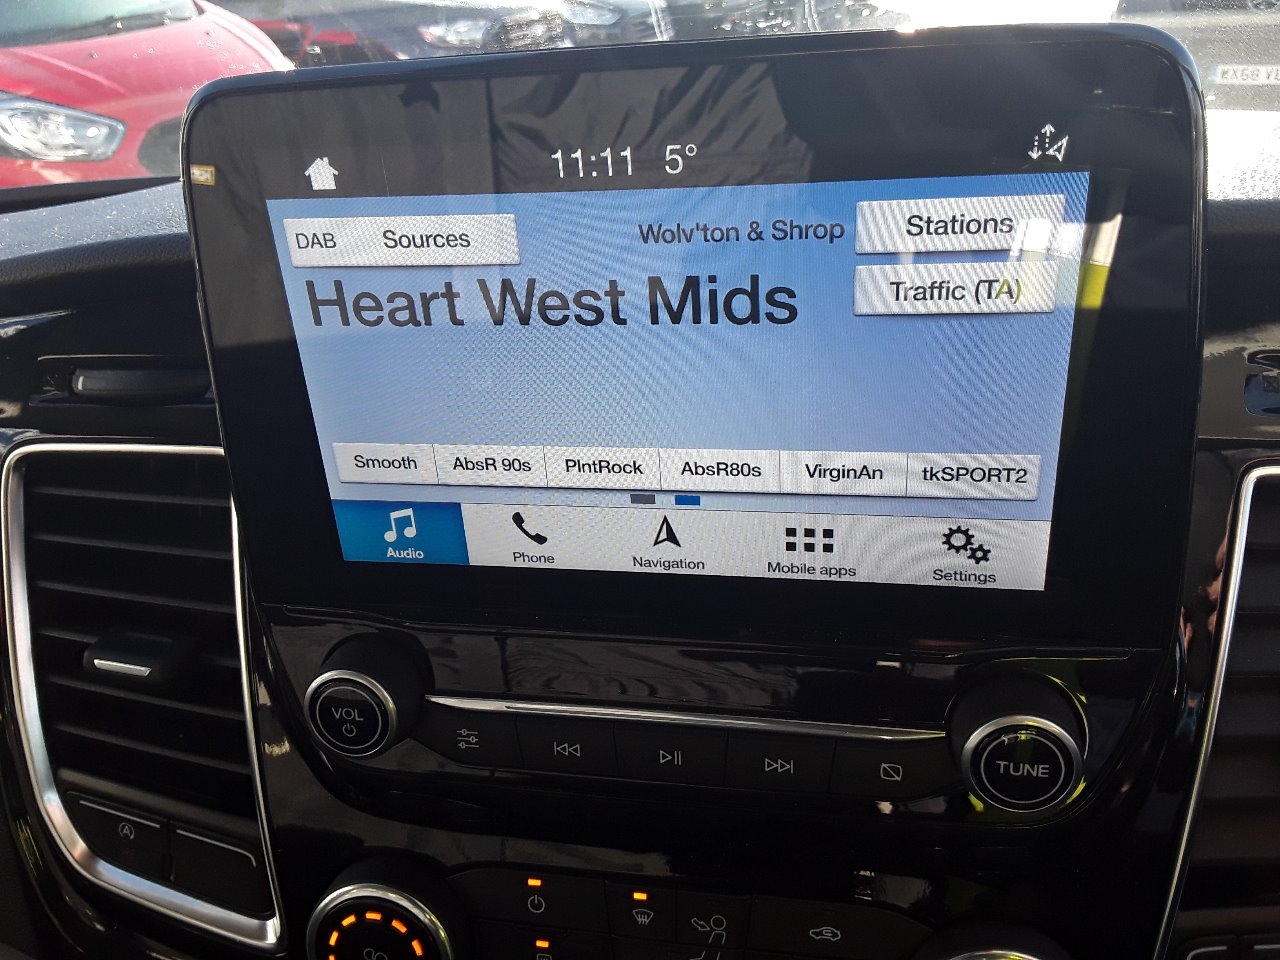 11:11 5°
DAB Sources
Wolv'ton & Shrop
Stations
Heart West Mids
Traffic (TA)
Smooth
AbsR 90s
PlntRock
AbsR80s
VirginAn
tkSPORT2
Audio
Phone
Navigation
Mobile apps
Settings
VOL
TUNE
A